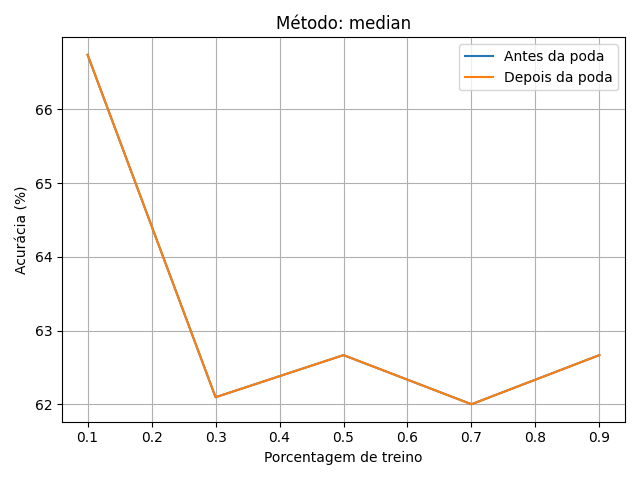 Método: median
Antes da poda
Depois da poda
Acurácia (%)
66
65
64
63
62
0.1 0.2 0.3 0.4 0.5 0.6 0.7 0.8 0.9
Porcentagem de treino